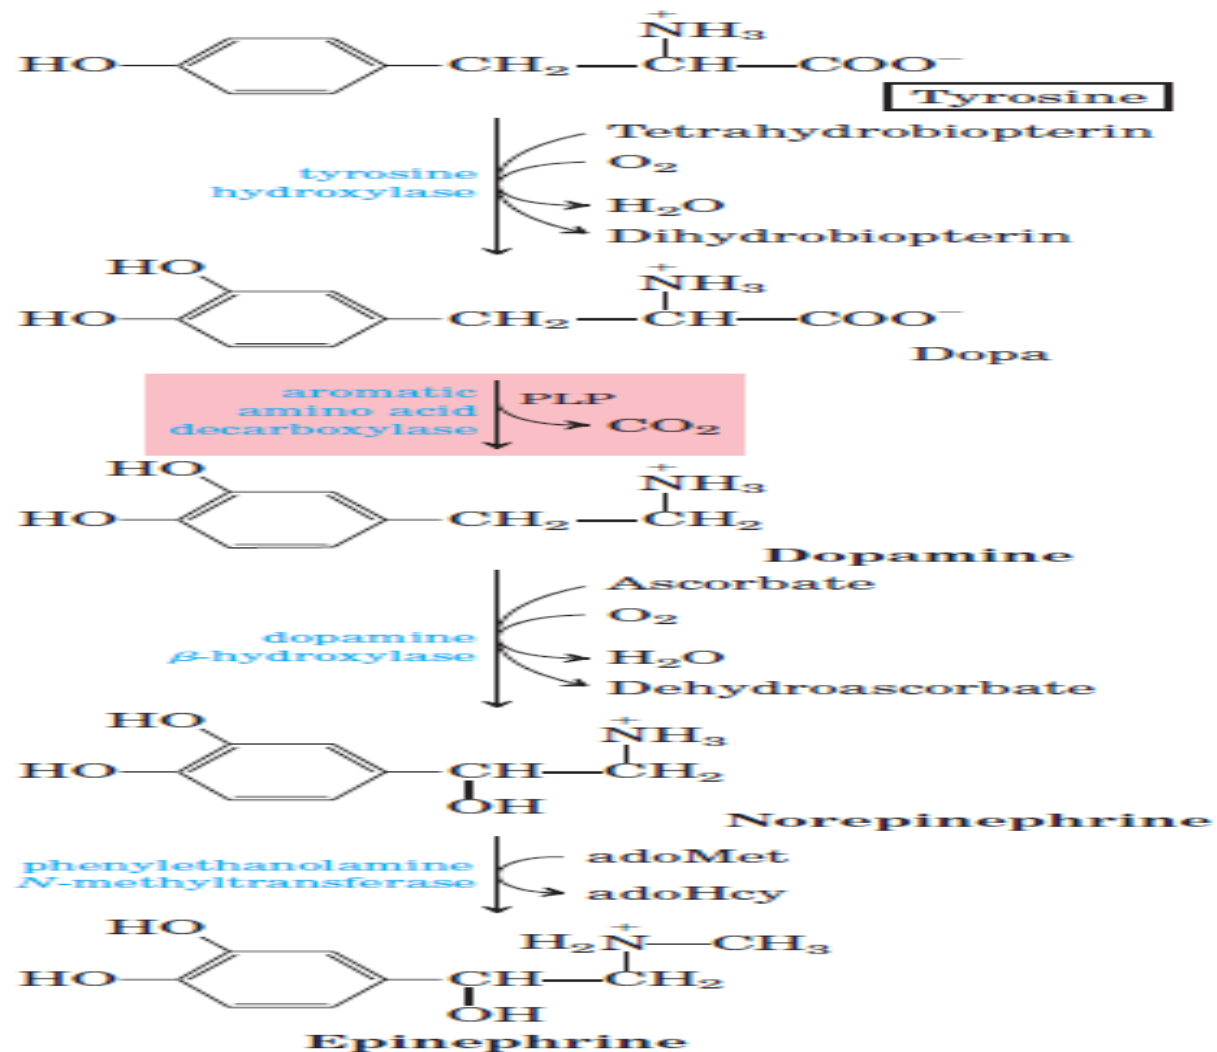 ⁺NH₃
HO CH₂—CH—COO⁻
Tyrosine
Tetrahydrobiopterin
O₂
tyrosine
hydroxylase
H₂O
Dihydrobiopterin
HO ⁺NH₃
HO CH₂—CH—COO⁻
Dopa
aromatic
amino acid
decarboxylase
PLP
CO₂
HO ⁺NH₃
HO CH₂—CH₂
Dopamine
Ascorbate
O₂
dopamine
β-hydroxylase
H₂O
Dehydroascorbate
HO ⁺NH₃
HO CH—CH₂
OH
Norepinephrine
phenylethanolamine
N-methyltransferase
adoMet
adoHcy
HO H₂N⁺—CH₃
HO CH—CH₂
OH
Epinephrine